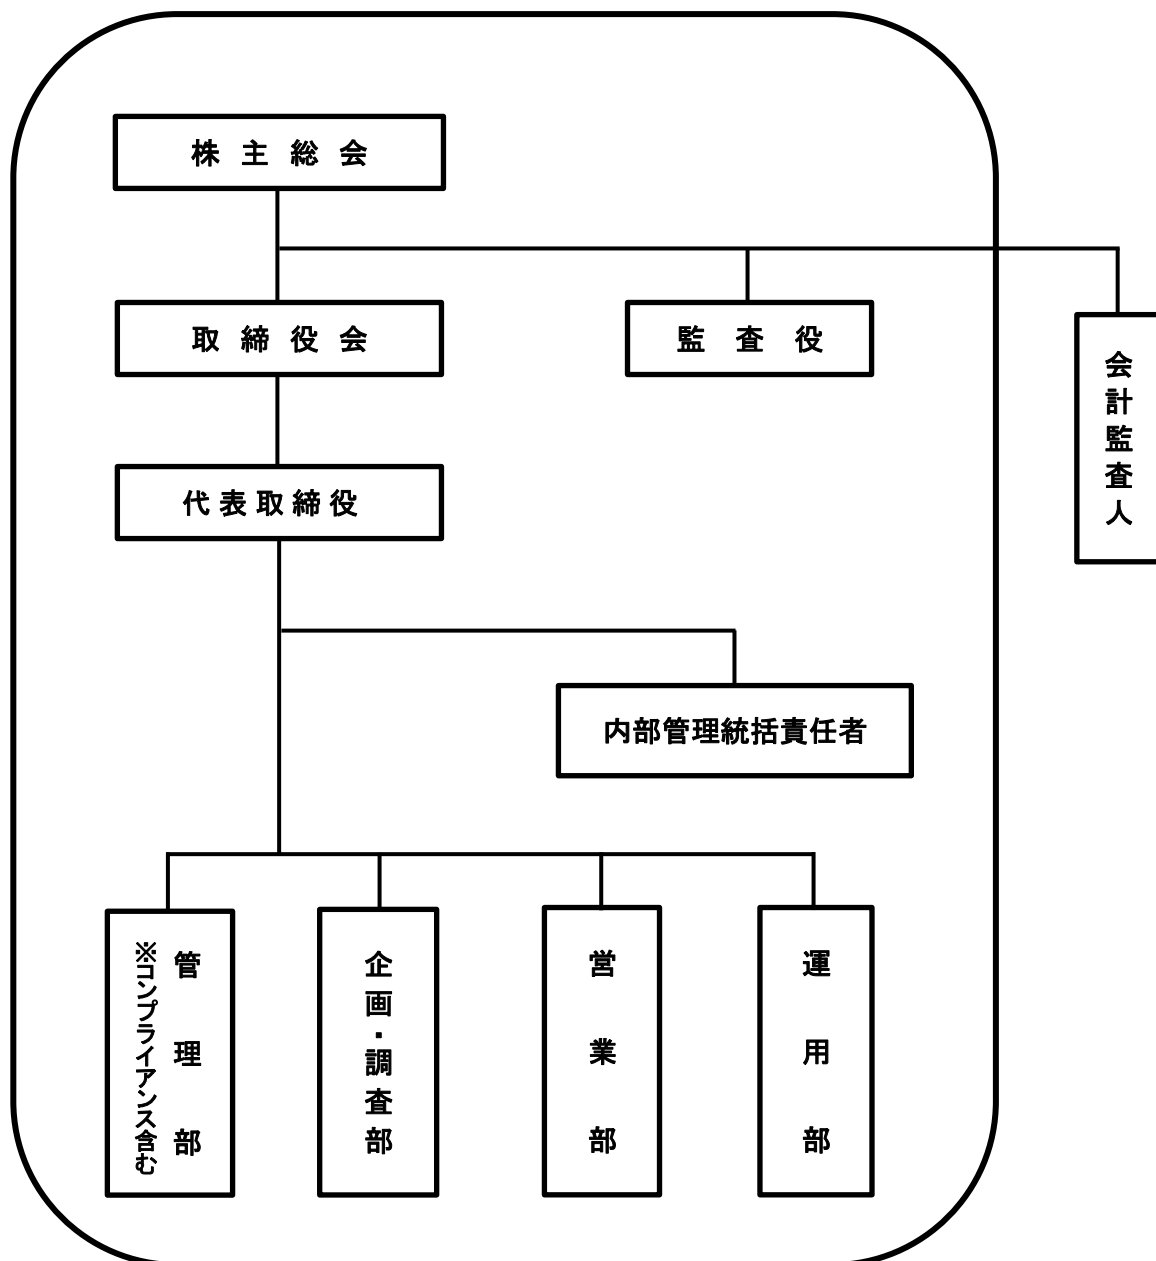 株主総会
取締役会
監査役
会計監査人
代表取締役
内部管理統括責任者
管理部
※コンプライアンス含む
企画・調査部
営業部
運用部